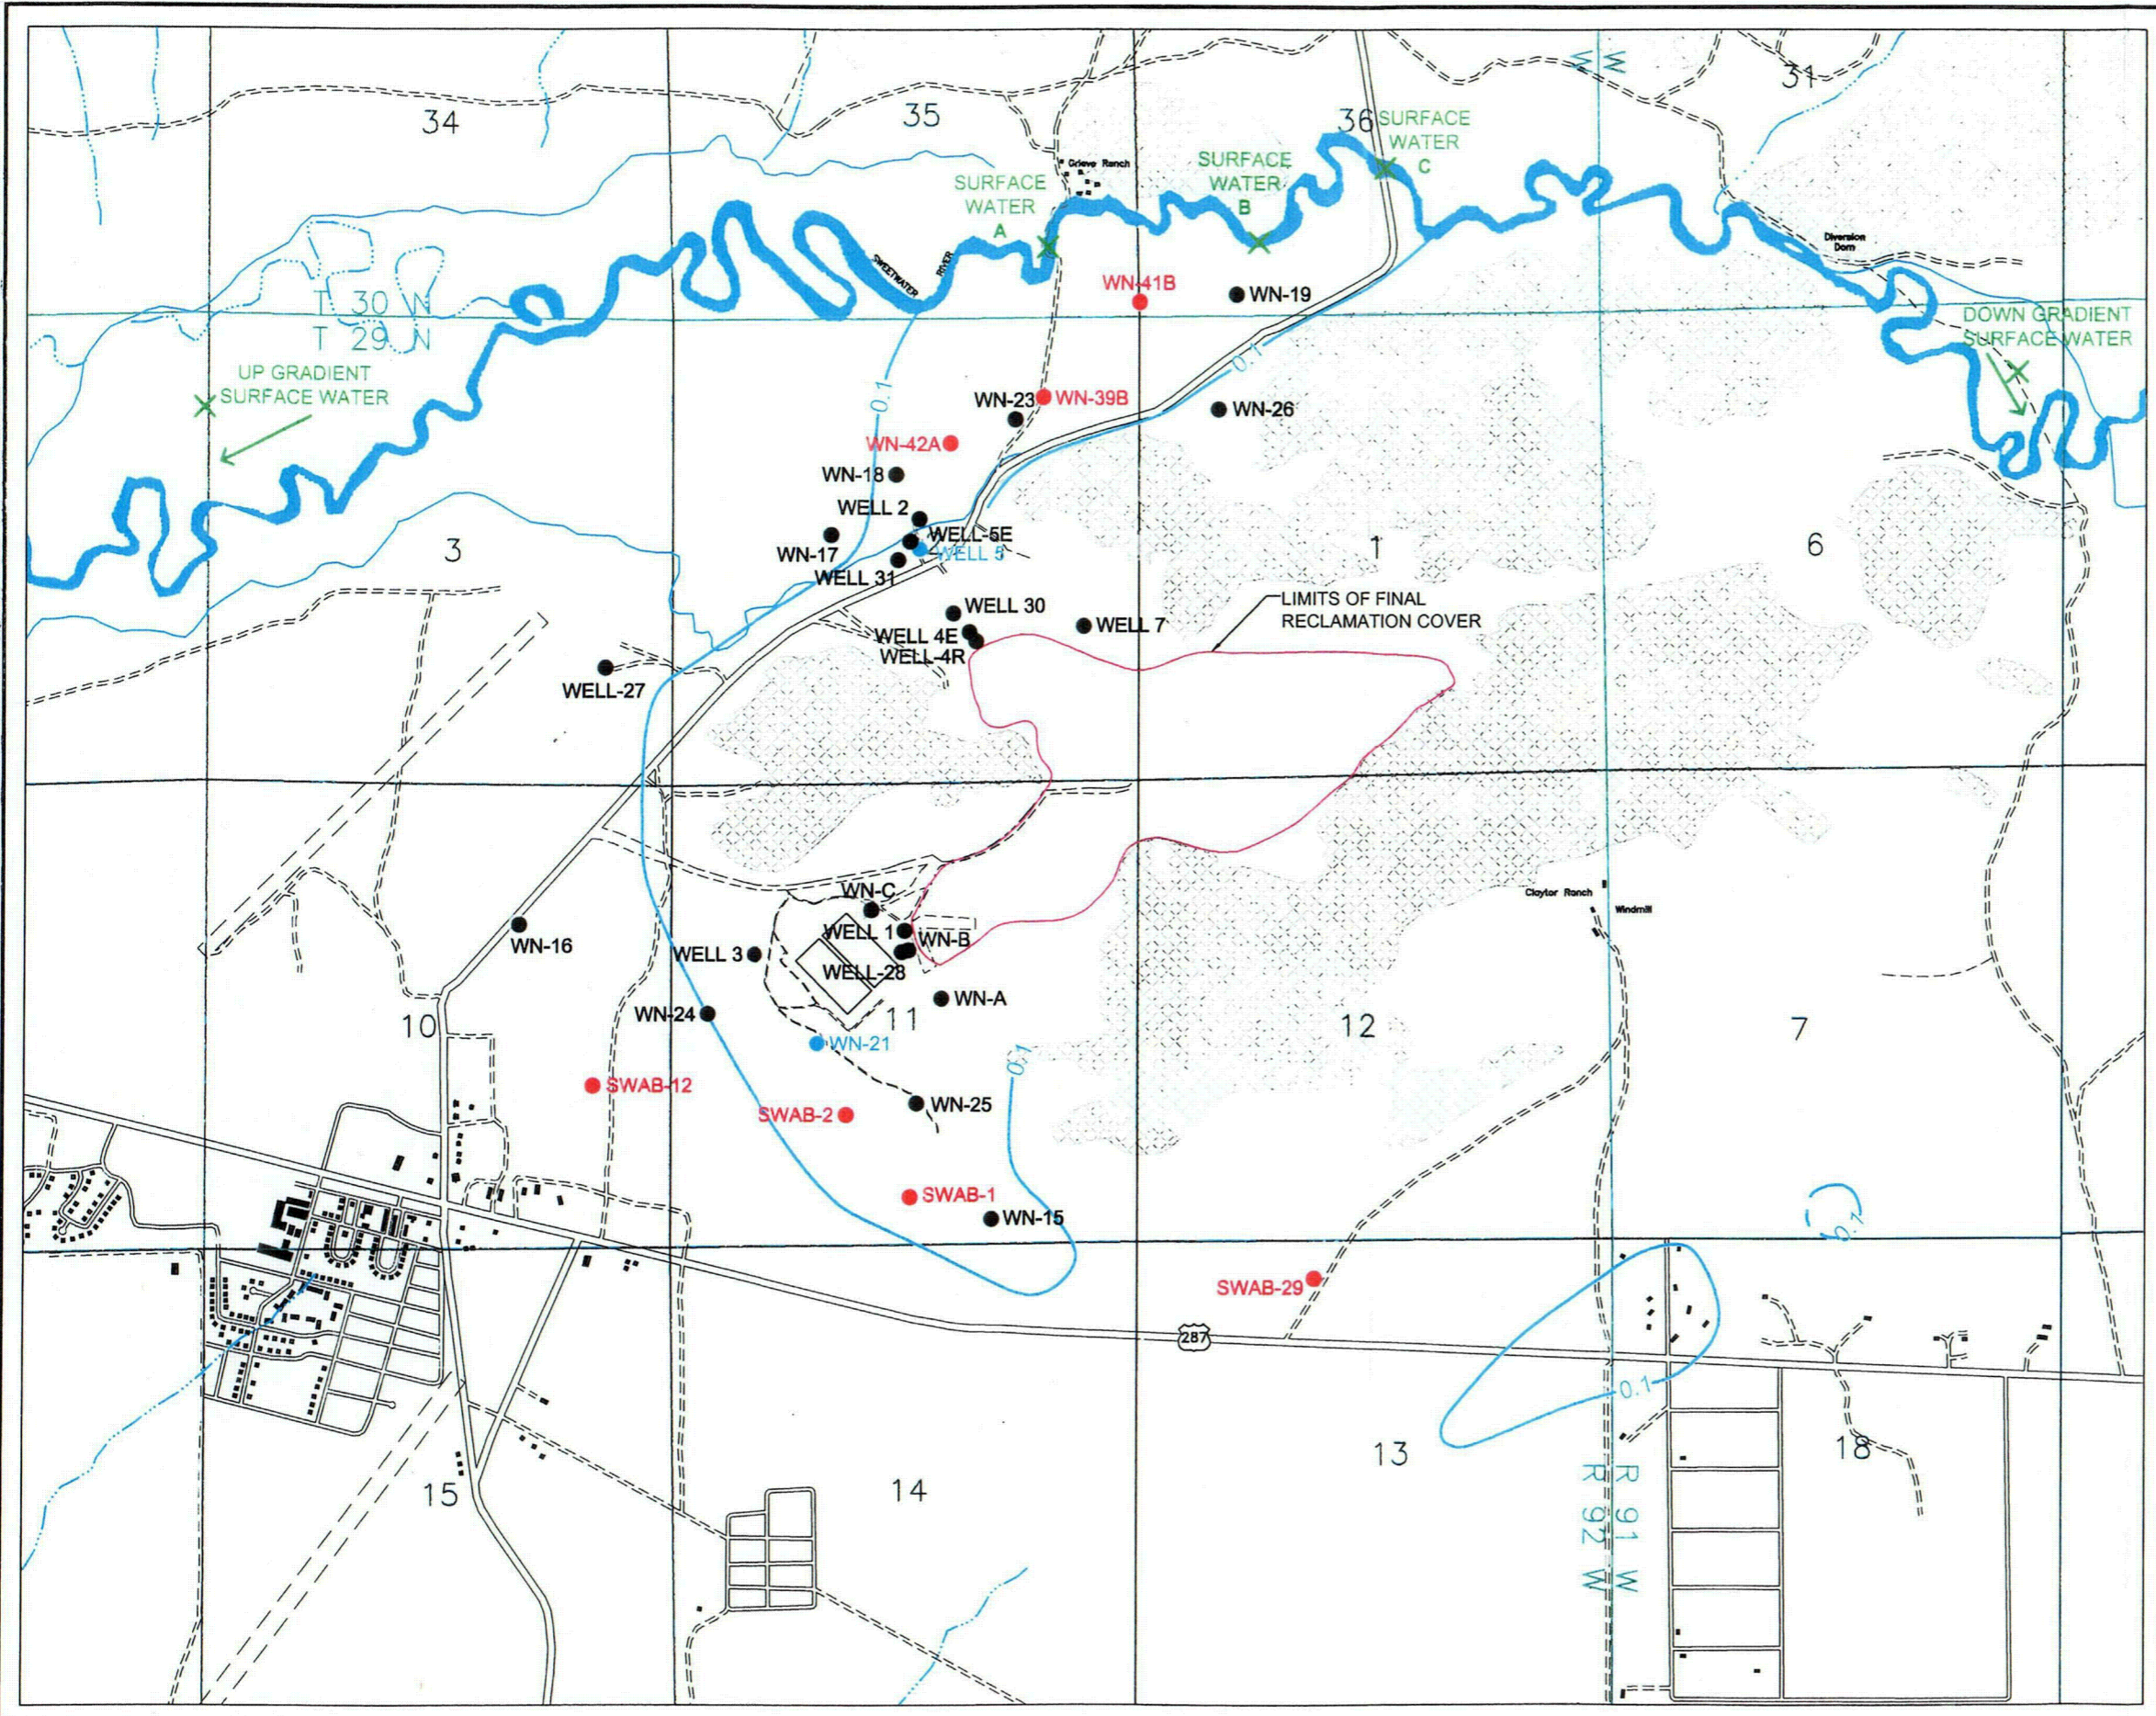 34
35
36
31
W
W
SURFACE
WATER
C
Grieve Ranch
SURFACE
WATER
B
SURFACE
WATER
A
SWEETWATER
RIVER
Diversion
Dam
T 30 N
T 29 N
UP GRADIENT
SURFACE WATER
DOWN GRADIENT
SURFACE WATER
WN-41B
WN-19
0.1
0.1
WN-23
WN-39B
WN-26
WN-42A
WN-18
WELL 2
WELL-5E
WELL 5
WN-17
WELL 31
3
1
6
WELL 30
WELL 7
WELL 4E
WELL-4R
LIMITS OF FINAL
RECLAMATION COVER
WELL-27
WN-C
Claytor Ranch
Windmill
WN-16
WELL 1
WN-B
WELL 3
WELL-28
WN-A
WN-24
10
11
12
7
WN-21
0.1
SWAB-12
SWAB-2
WN-25
SWAB-1
WN-15
0.1
SWAB-29
287
0.1
15
14
13
18
R 91 W
R 92 W